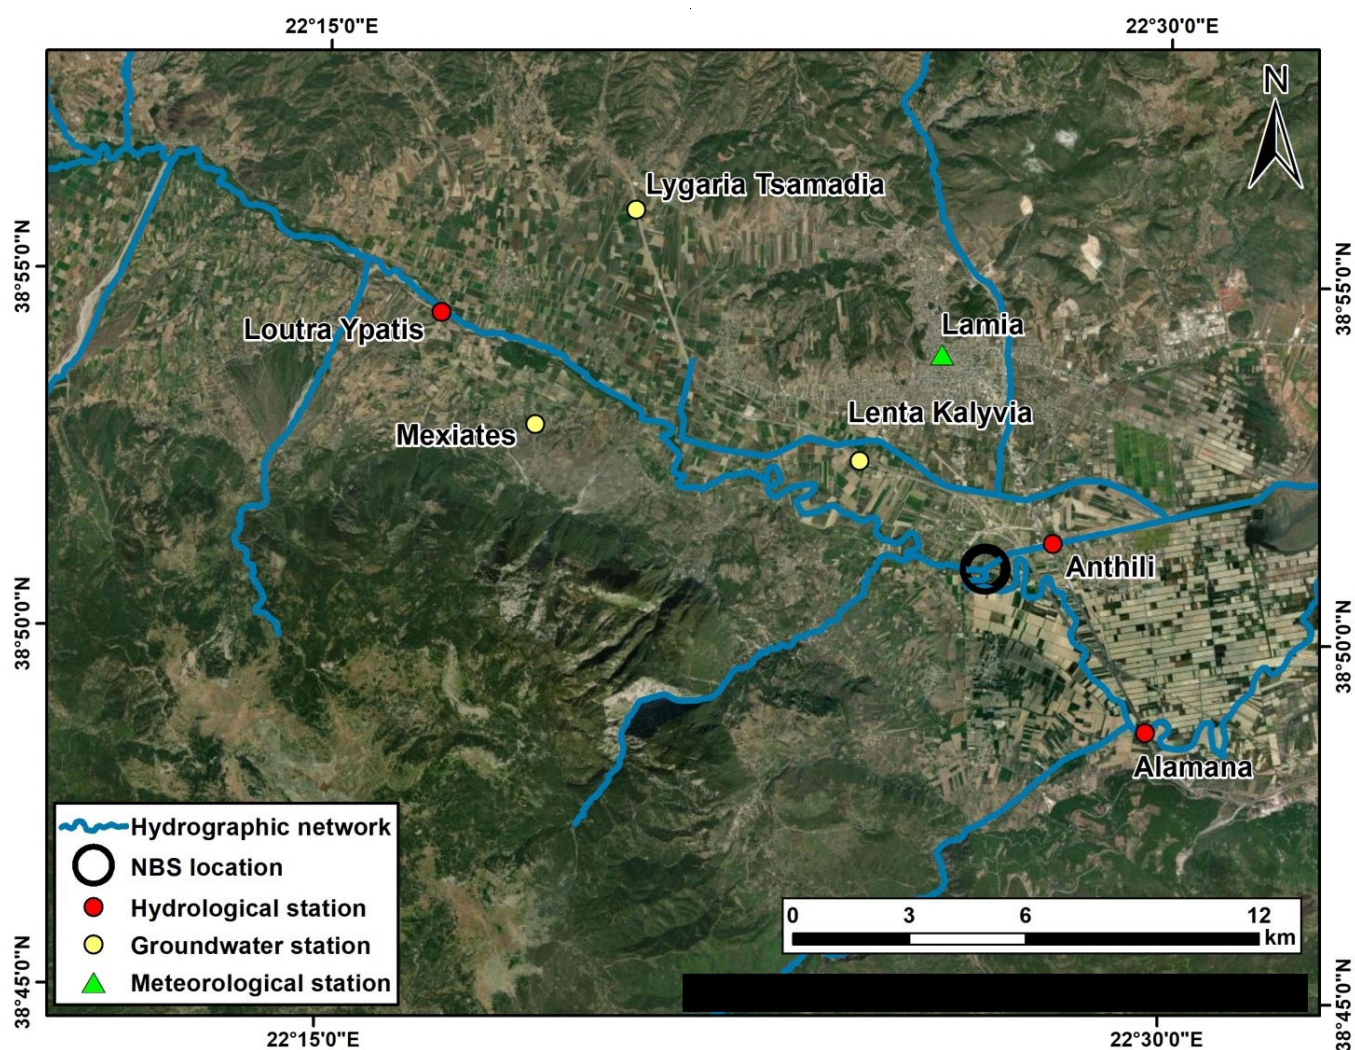 22°15'0"E
22°30'0"E
N
Lygaria Tsamadia
38°55'0"N
38°55'0"N
Loutra Ypatis
Lamia
Lenta Kalyvia
Mexiates
Anthili
38°50'0"N
38°50'0"N
Alamana
Hydrographic network
NBS location
Hydrological station
Groundwater station
Meteorological station
0 3 6 12
km
38°45'0"N
38°45'0"N
22°15'0"E
22°30'0"E